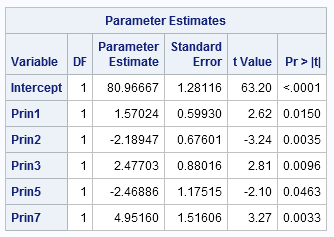 Parameter Estimates
Variable DF Parameter Estimate Standard Error t Value Pr > |t|
Intercept 1 80.96667 1.28116 63.20 <.0001
Prin1 1 1.57024 0.59930 2.62 0.0150
Prin2 1 -2.18947 0.67601 -3.24 0.0035
Prin3 1 2.47703 0.88016 2.81 0.0096
Prin5 1 -2.46886 1.17515 -2.10 0.0463
Prin7 1 4.95160 1.51606 3.27 0.0033